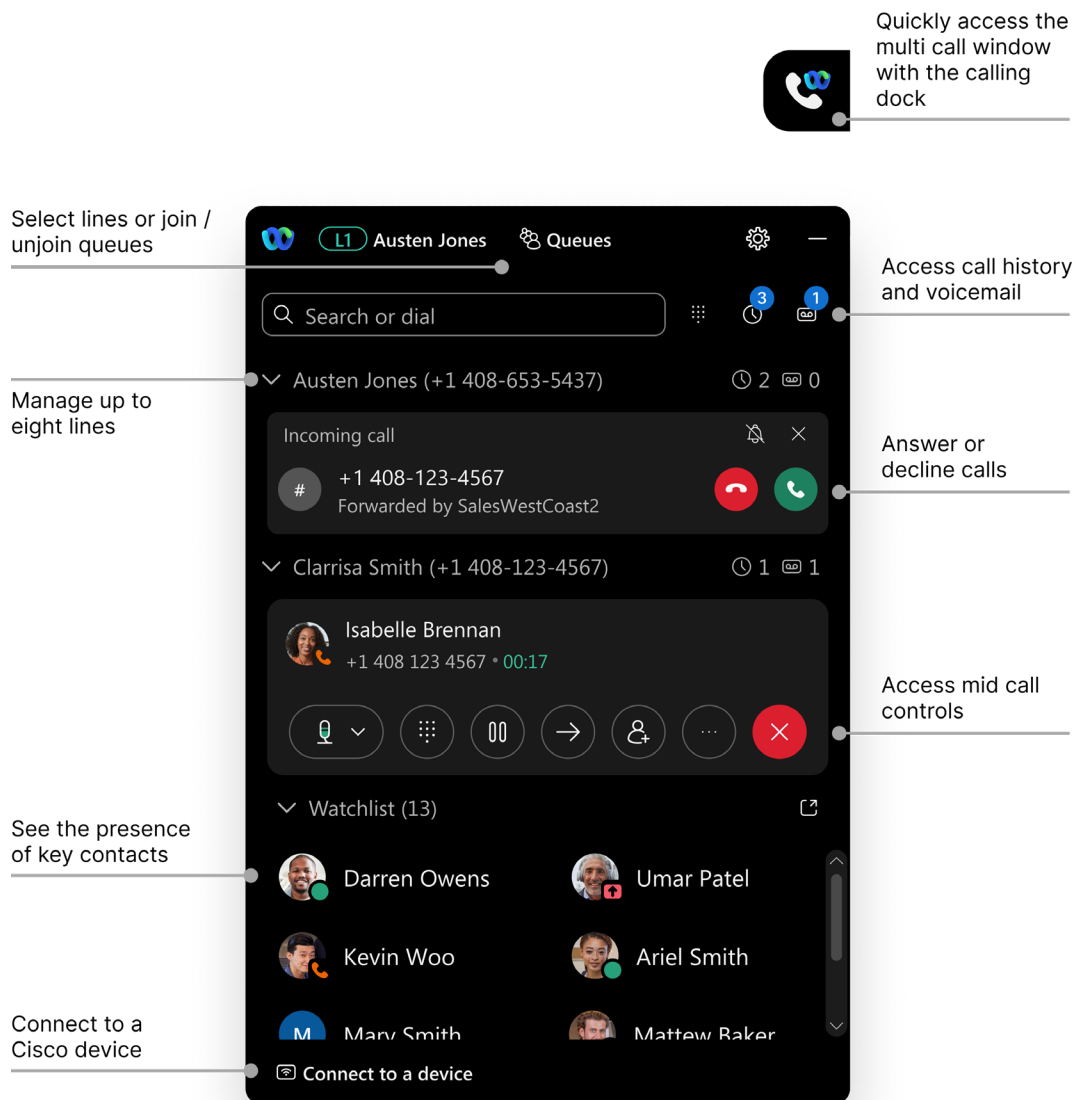 Quickly access the
multi call window
with the calling
dock
Select lines or join /
unjoin queues
L1 Austen Jones Queues
Access call history
and voicemail
3 1
Search or dial
Manage up to
eight lines
Austen Jones (+1 408-653-5437) 2 0
Incoming call
# +1 408-123-4567
Forwarded by SalesWestCoast2
Answer or
decline calls
Clarrisa Smith (+1 408-123-4567) 1 1
Isabelle Brennan
+1 408 123 4567 • 00:17
Access mid call
controls
Watchlist (13)
See the presence
of key contacts
Darren Owens Umar Patel
Kevin Woo Ariel Smith
M Mary Smith Mattew Baker
Connect to a
Cisco device
Connect to a device